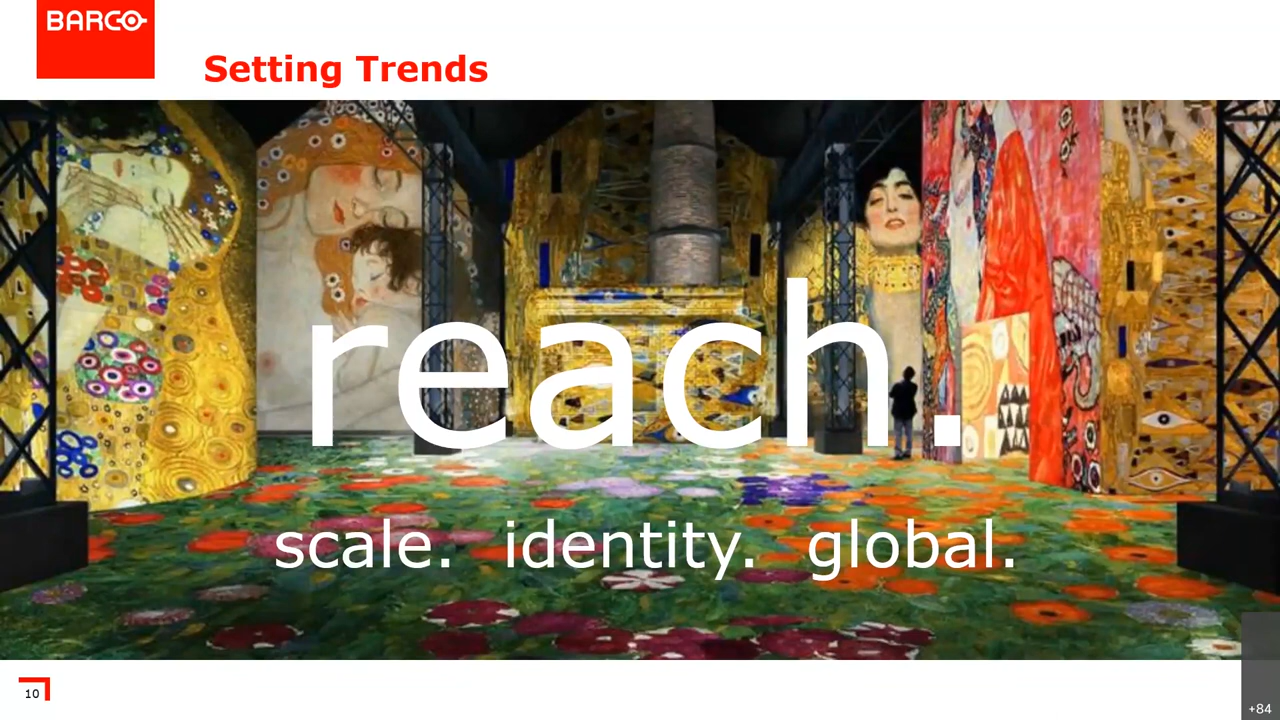 BARCO
Setting Trends
reach.
scale. identity. global.
10
+84